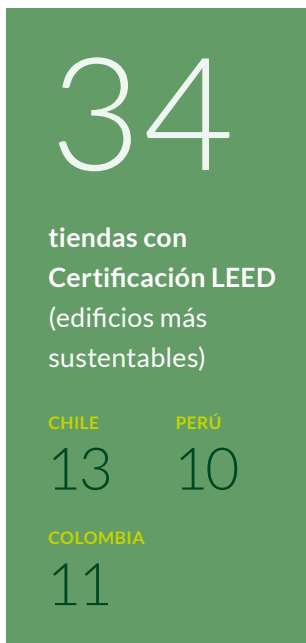 34
tiendas con
Certificación LEED
(edificios más
sustentables)
CHILE PERÚ
13 10
COLOMBIA
11